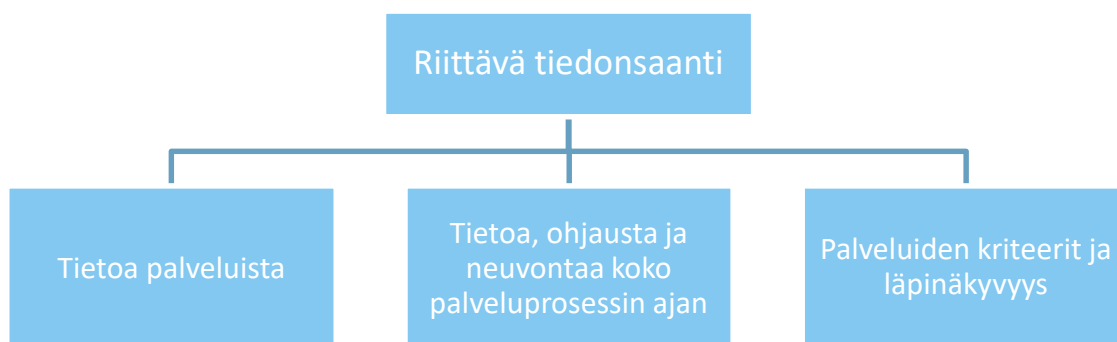 Riittävä tiedonsaanti
Tietoa palveluista
Tietoa, ohjausta ja
neuvontaa koko
palveluprosessin ajan
Palveluiden kriteerit ja
läpinäkyvyys